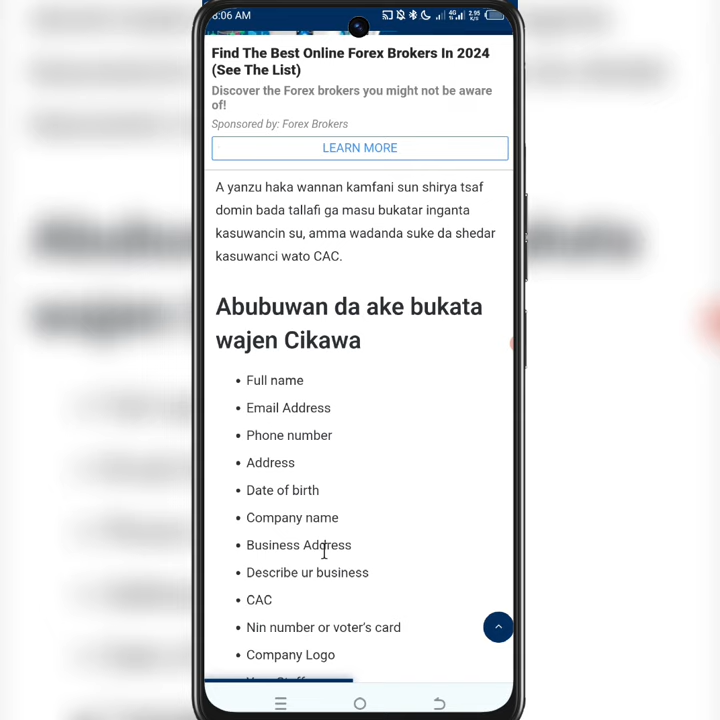 8:06 AM
4G
2.95
K/S
Find The Best Online Forex Brokers In 2024
(See The List)
Discover the Forex brokers you might not be aware
of!
Sponsored by: Forex Brokers
LEARN MORE
A yanzu haka wannan kamfani sun shirya tsaf
domin bada tallafi ga masu bukatar inganta
kasuwancin su, amma wadanda suke da shedar
kasuwanci wato CAC.
Abubuwan da ake bukata
wajen Cikawa
• Full name
• Email Address
• Phone number
• Address
• Date of birth
• Company name
• Business Address
• Describe ur business
• CAC
• Nin number or voter’s card
• Company Logo